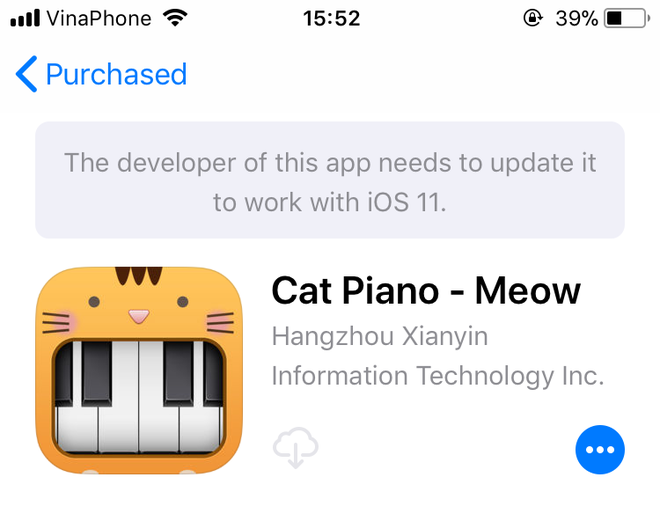 VinaPhone 15:52 39%
Purchased
The developer of this app needs to update it
to work with iOS 11.
Cat Piano - Meow
Hangzhou Xianyin
Information Technology Inc.